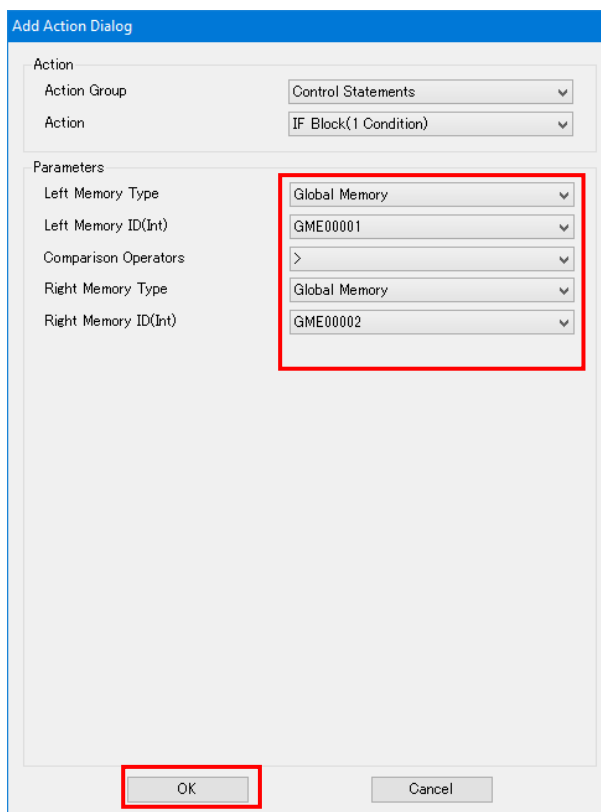 Add Action Dialog
Action
Action Group Control Statements
Action IF Block(1 Condition)
Parameters
Left Memory Type Global Memory
Left Memory ID(Int) GME00001
Comparison Operators >
Right Memory Type Global Memory
Right Memory ID(Int) GME00002
OK Cancel